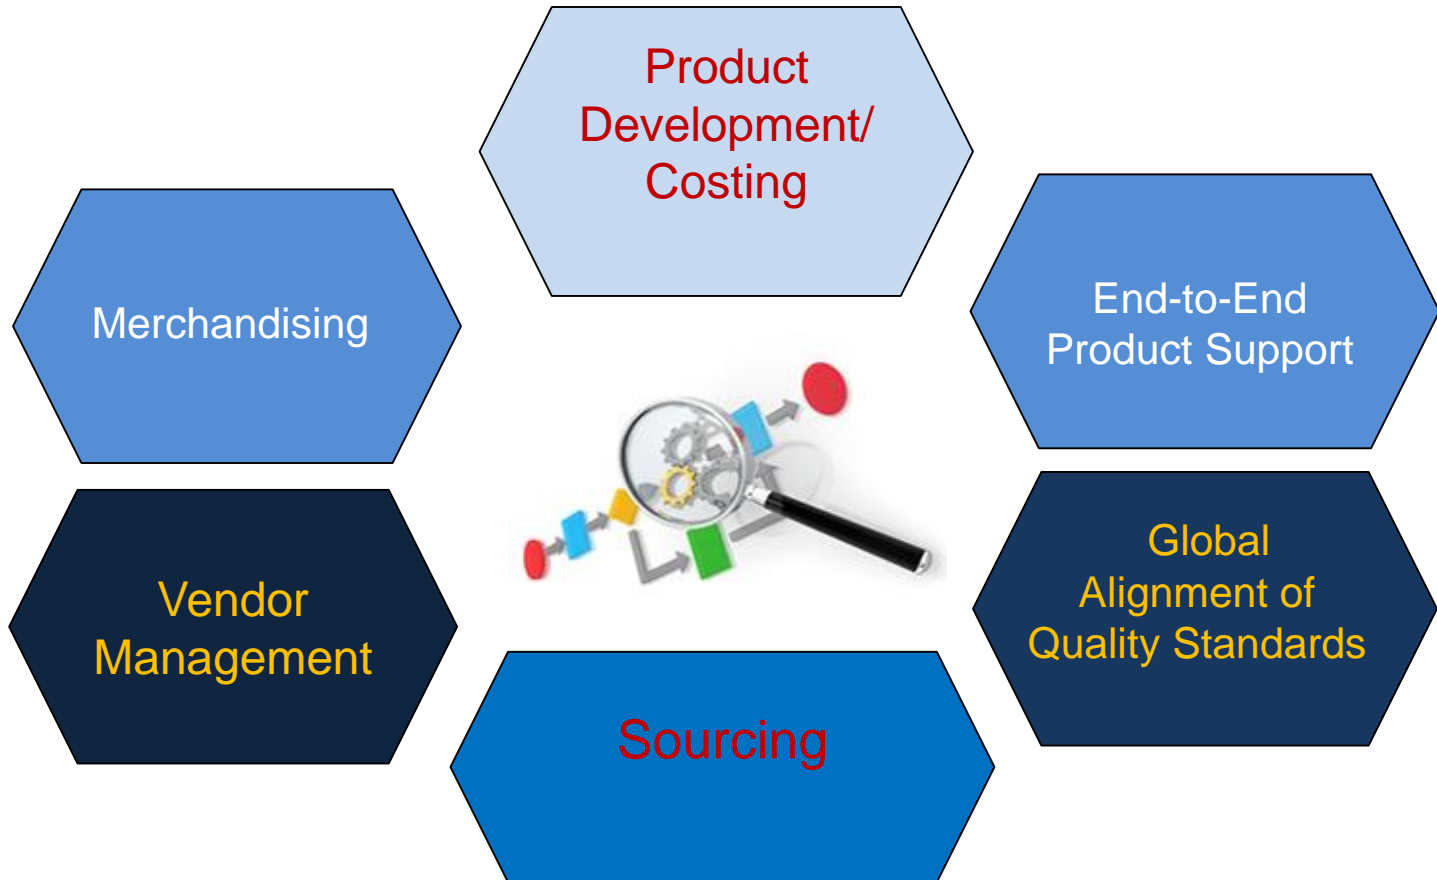 Product
Development/
Costing
Merchandising
End-to-End
Product Support
Vendor
Management
Global
Alignment of
Quality Standards
Sourcing